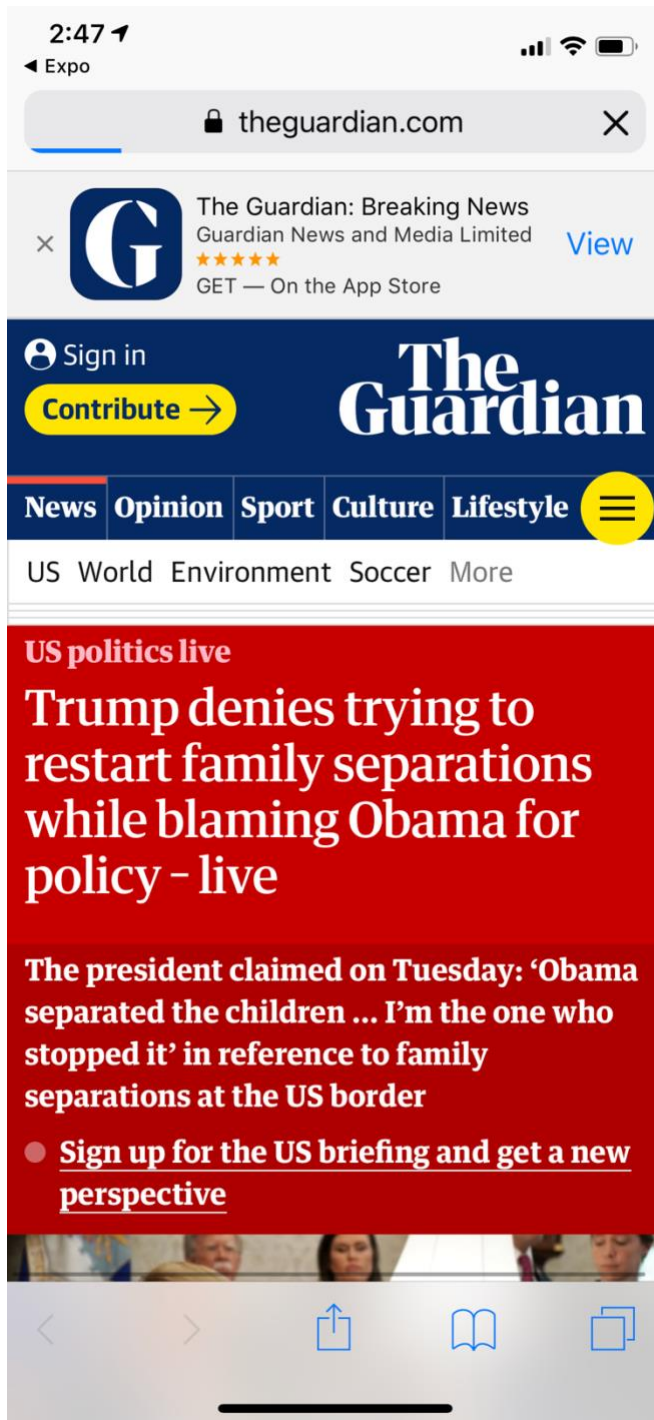 2:47
◀ Expo
theguardian.com
The Guardian: Breaking News
Guardian News and Media Limited
View
★★★★★
GET — On the App Store
Sign in
Contribute →
The
Guardian
News Opinion Sport Culture Lifestyle
US World Environment Soccer More
US politics live
Trump denies trying to
restart family separations
while blaming Obama for
policy – live
The president claimed on Tuesday: ‘Obama
separated the children ... I’m the one who
stopped it’ in reference to family
separations at the US border
Sign up for the US briefing and get a new
perspective